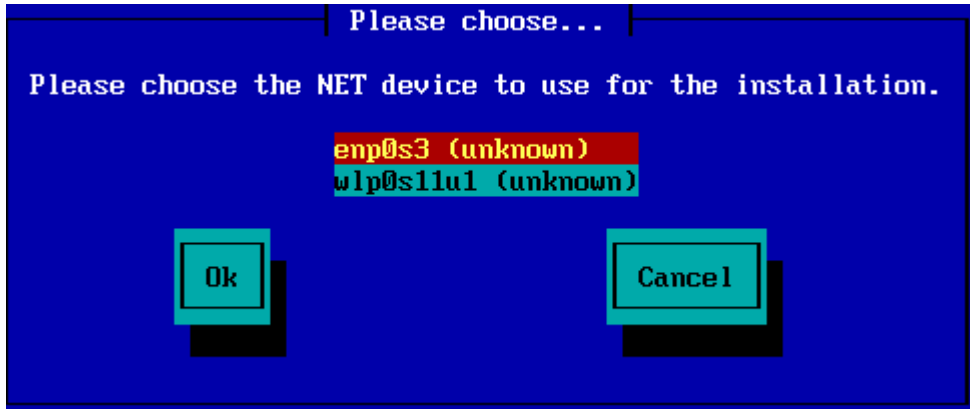 Please choose...
Please choose the NET device to use for the installation.
enp0s3 (unknown)
wlp0s11u1 (unknown)
Ok
Cancel